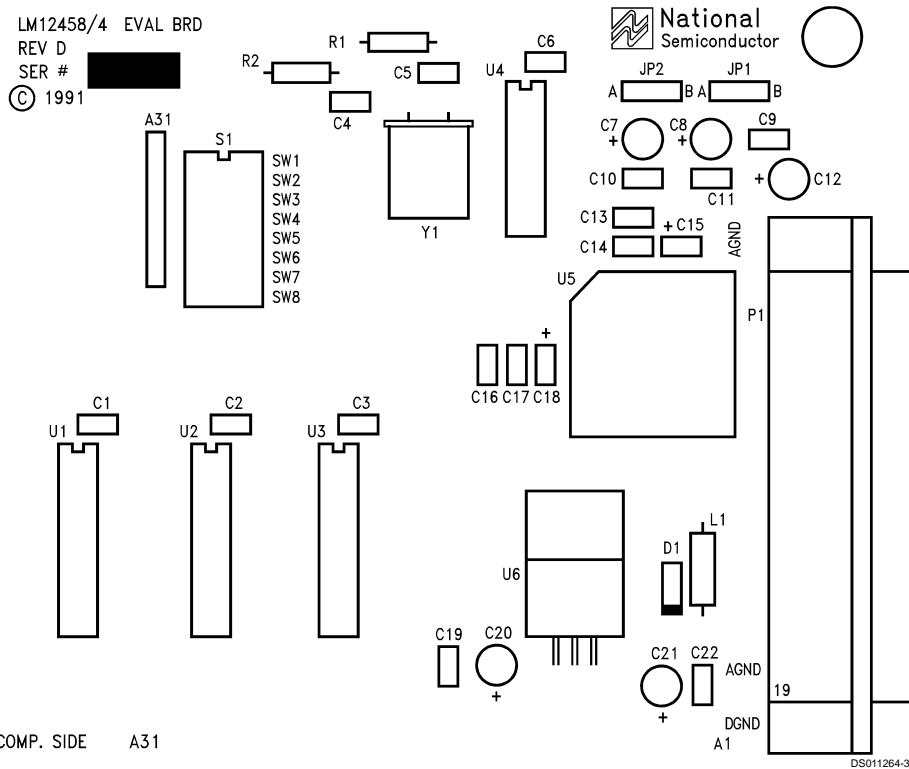 LM12458/4 EVAL BRD
REV D
SER #
© 1991
National
Semiconductor
R1
R2
C6
C5
U4
C4
JP2
JP1
A
B
A
B
A31
S1
SW1
SW2
SW3
SW4
SW5
SW6
SW7
SW8
Y1
C7
+
C8
+
C9
C10
C11
+
C12
C13
C14
+
C15
AGND
U5
P1
+
C16
C17
C18
C1
C2
C3
U1
U2
U3
L1
D1
U6
C19
C20
+
C21
+
C22
AGND
19
DGND
A1
COMP. SIDE A31
DS011264-3